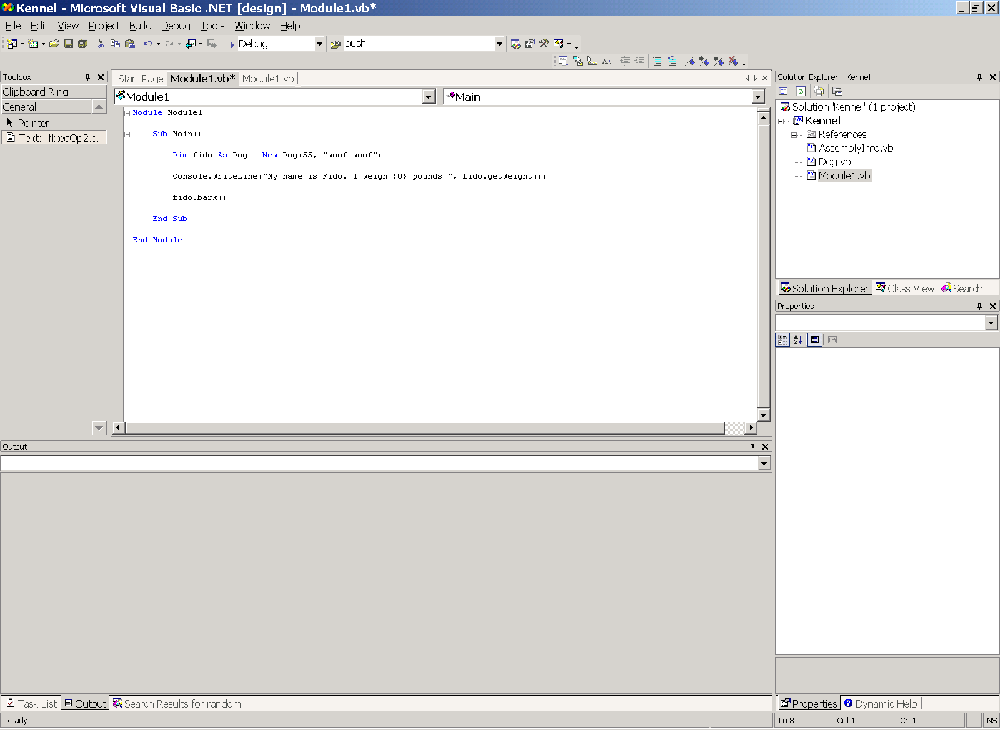 Kennel - Microsoft Visual Basic .NET [design] - Module1.vb*
File Edit View Project Build Debug Tools Window Help
Debug push
Toolbox
Clipboard Ring
General
Pointer
Text: fixedOp2.c...
Start Page Module1.vb* Module1.vb
Module1 Main
Module Module1
Sub Main()
Dim fido As Dog = New Dog(55, "woof-woof")
Console.WriteLine("My name is Fido. I weigh {0} pounds ", fido.getWeight())
fido.bark()
End Sub
End Module
Solution Explorer - Kennel
Solution 'Kennel' (1 project)
Kennel
References
AssemblyInfo.vb
Dog.vb
Module1.vb
Solution Explorer Class View Search
Properties
Output
Task List Output Search Results for random
Properties Dynamic Help
Ready Ln 8 Col 1 Ch 1 INS